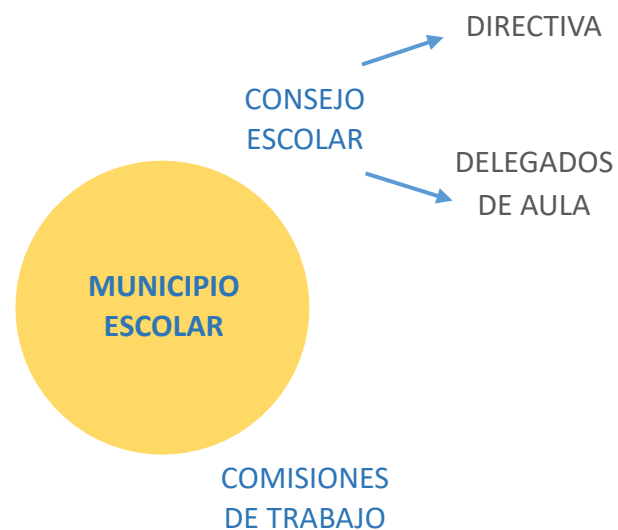 DIRECTIVA
CONSEJO
ESCOLAR
DELEGADOS
DE AULA
MUNICIPIO
ESCOLAR
COMISIONES
DE TRABAJO